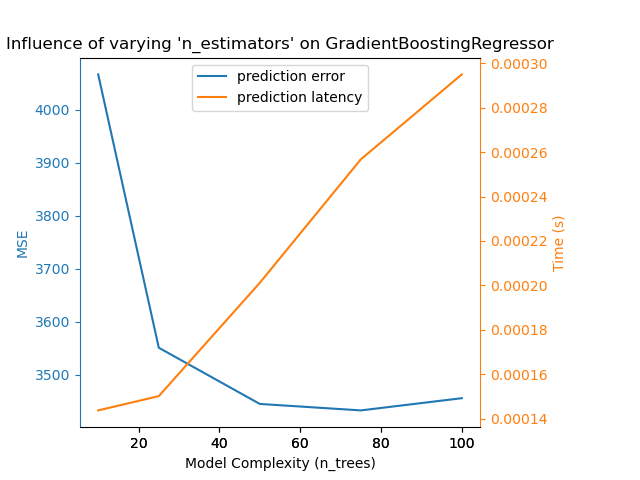 Influence of varying 'n_estimators' on GradientBoostingRegressor
prediction error
prediction latency
MSE
4000
3900
3800
3700
3600
3500
0.00030
0.00028
0.00026
0.00024
0.00022
0.00020
0.00018
0.00016
0.00014
Time (s)
20 40 60 80 100
Model Complexity (n_trees)